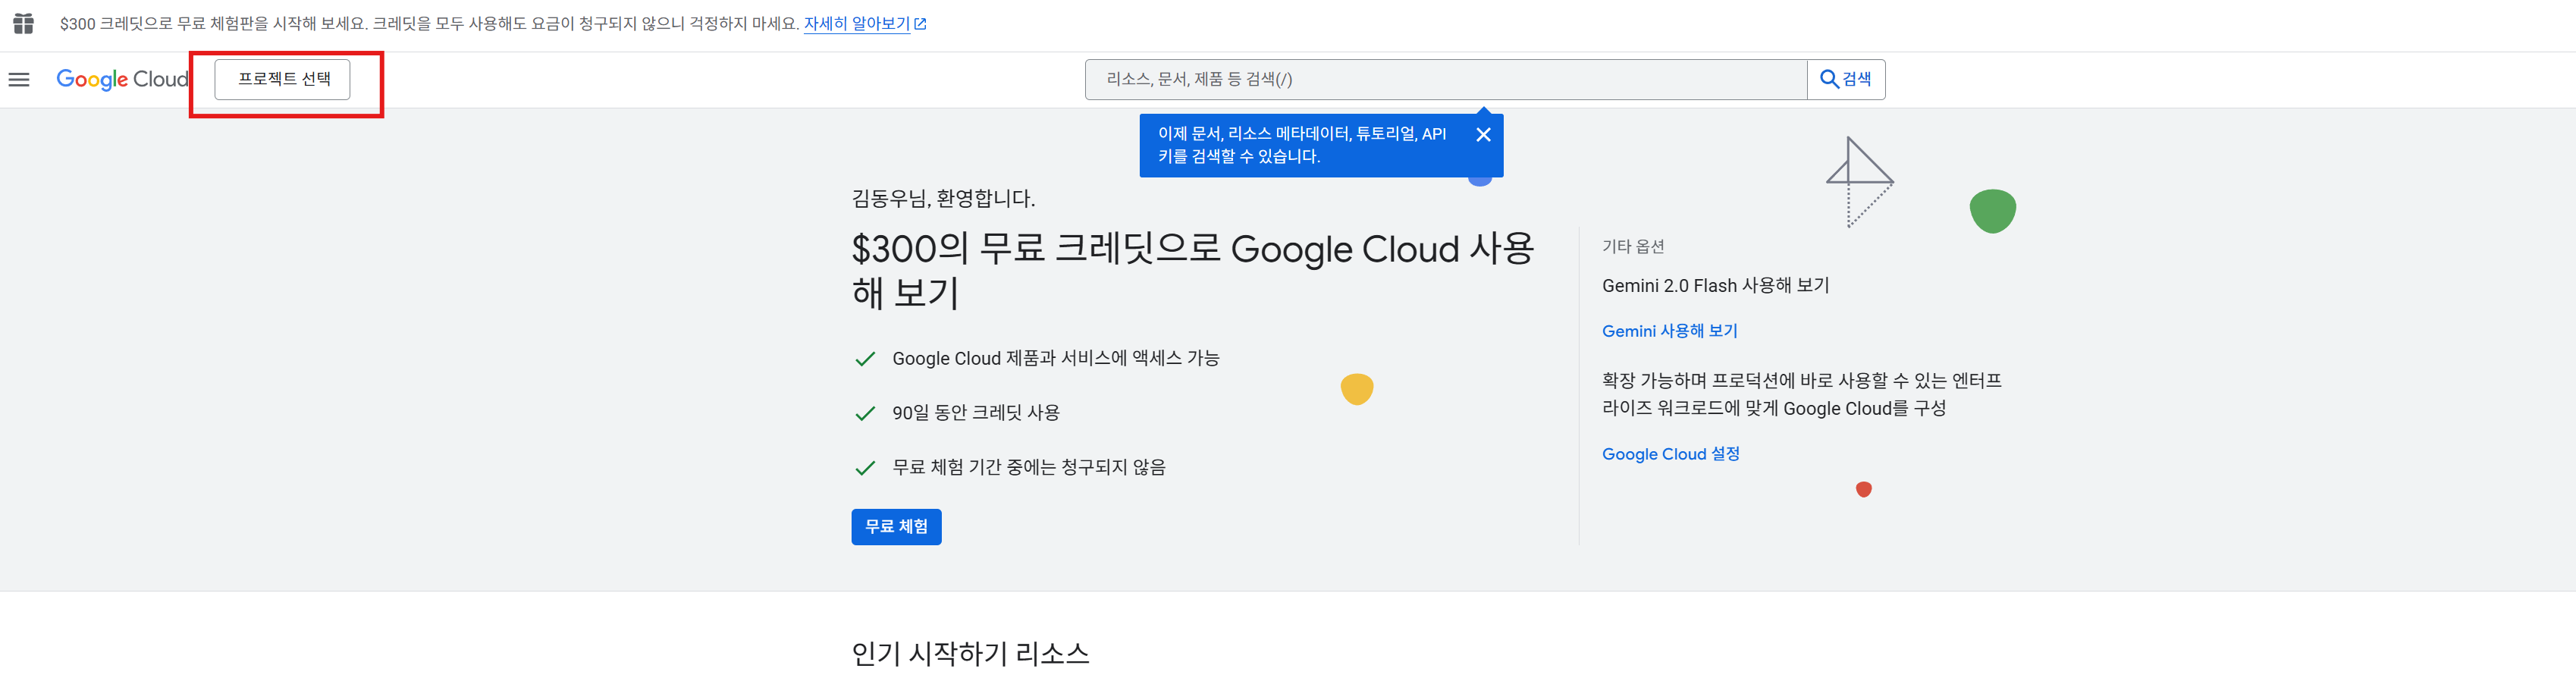 $300 크레딧으로 무료 체험판을 시작해 보세요. 크레딧을 모두 사용해도 요금이 청구되지 않으니 걱정하지 마세요. 자세히 알아보기
Google Cloud
프로젝트 선택
리소스, 문서, 제품 등 검색(/)
검색
이제 문서, 리소스 메타데이터, 튜토리얼, API
키를 검색할 수 있습니다.
김동우님, 환영합니다.
$300의 무료 크레딧으로 Google Cloud 사용
해 보기
Google Cloud 제품과 서비스에 액세스 가능
90일 동안 크레딧 사용
무료 체험 기간 중에는 청구되지 않음
무료 체험
기타 옵션
Gemini 2.0 Flash 사용해 보기
Gemini 사용해 보기
확장 가능하며 프로덕션에 바로 사용할 수 있는 엔터프
라이즈 워크로드에 맞게 Google Cloud를 구성
Google Cloud 설정
인기 시작하기 리소스